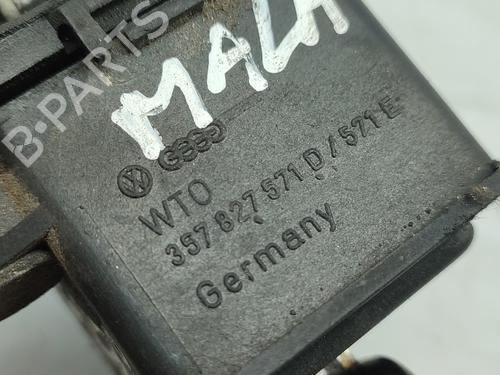 B-PARTS
MALA
WTO
357 827 571 D / 571 E
Germany